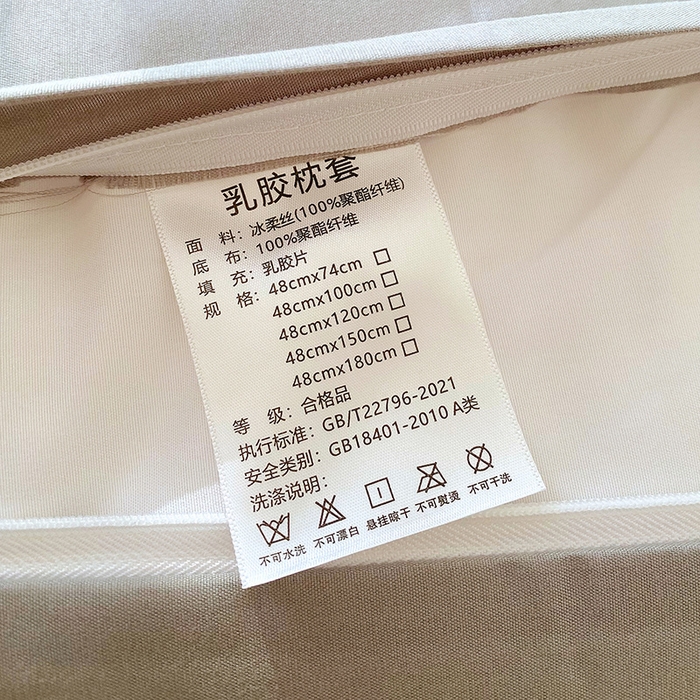 乳胶枕套
面 料：冰柔丝(100%聚酯纤维)
底 布：100%聚酯纤维
填 充：乳胶片
规 格：48cmx74cm
48cmx100cm
48cmx120cm
48cmx150cm
48cmx180cm
等 级：合格品
执行标准：GB/T22796-2021
安全类别：GB18401-2010 A类
洗涤说明：
不可水洗 不可漂白 悬挂晾干 不可熨烫 不可干洗